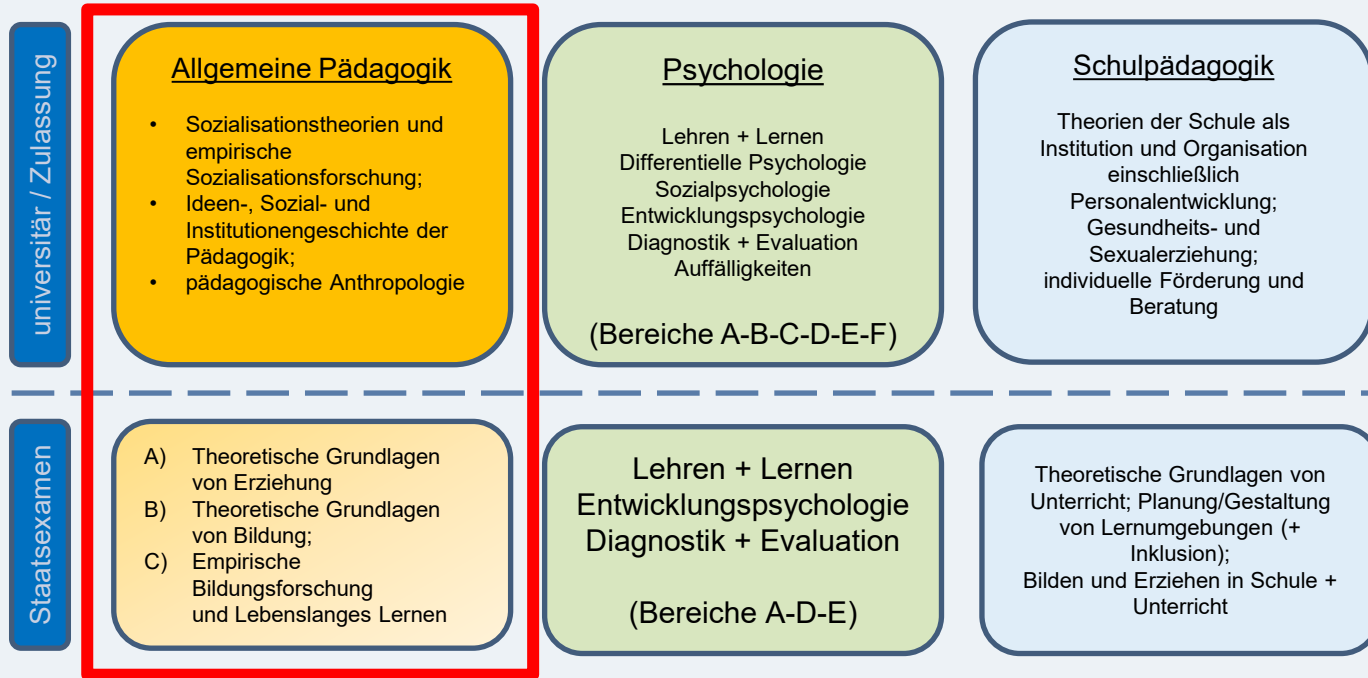 universitär / Zulassung
Allgemeine Pädagogik
• Sozialisationstheorien und
empirische
Sozialisationsforschung;
• Ideen-, Sozial- und
Institutionengeschichte der
Pädagogik;
• pädagogische Anthropologie
Psychologie
Lehren + Lernen
Differentielle Psychologie
Sozialpsychologie
Entwicklungspsychologie
Diagnostik + Evaluation
Auffälligkeiten
(Bereiche A-B-C-D-E-F)
Schulpädagogik
Theorien der Schule als
Institution und Organisation
einschließlich
Personalentwicklung;
Gesundheits- und
Sexualerziehung;
individuelle Förderung und
Beratung
Staatsexamen
A) Theoretische Grundlagen
von Erziehung
B) Theoretische Grundlagen
von Bildung;
C) Empirische
Bildungsforschung
und Lebenslanges Lernen
Lehren + Lernen
Entwicklungspsychologie
Diagnostik + Evaluation
(Bereiche A-D-E)
Theoretische Grundlagen von
Unterricht; Planung/Gestaltung
von Lernumgebungen (+
Inklusion);
Bilden und Erziehen in Schule +
Unterricht